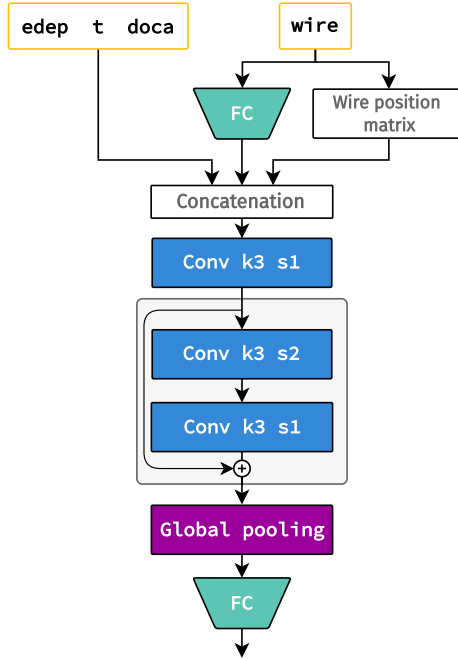 edep t doca
wire
FC
Wire position
matrix
Concatenation
Conv k3 s1
Conv k3 s2
Conv k3 s1
+
Global pooling
FC